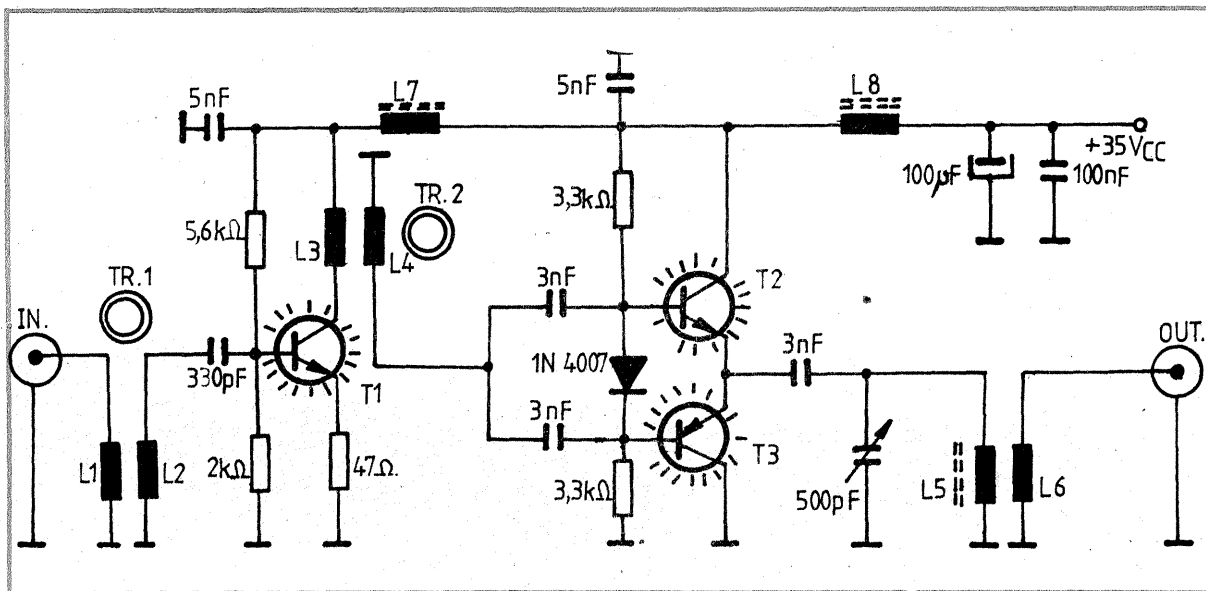 5nF
L7
5nF
L8
+35VCC
100µF
100nF
5,6kΩ
L3
L4
TR.2
3,3kΩ
TR.1
3nF
T2
IN.
330pF
T1
1N 4007
3nF
OUT.
3nF
T3
L1
L2
2kΩ
47Ω.
3,3kΩ
500pF
L5
L6